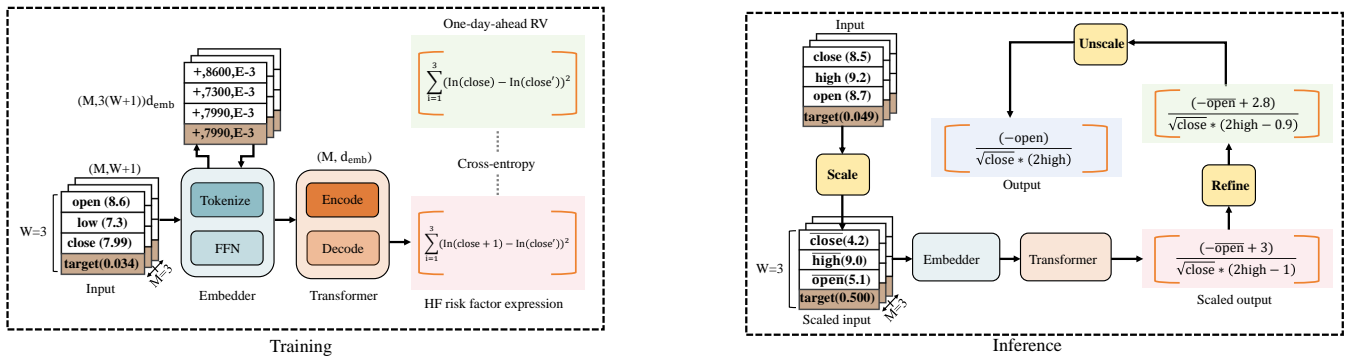 One-day-ahead RV
∑_{i=1}^{3}(ln(close) − ln(close′))²
+,8600,E-3
+,7300,E-3
+,7990,E-3
+,7990,E-3
(M,3(W+1))d_emb
Cross-entropy
(M,W+1)
(M, d_emb)
open (8.6)
low (7.3)
close (7.99)
target(0.034)
W=3
M=3
Input
Tokenize
FFN
Embedder
Encode
Decode
Transformer
∑_{i=1}^{3}(ln(close + 1) − ln(close′))²
HF risk factor expression
Training
Input
close (8.5)
high (9.2)
open (8.7)
target(0.049)
Scale
W=3
close(4.2)
high(9.0)
open(5.1)
target(0.500)
M=3
Scaled input
Embedder
Transformer
(−open + 3)
√close ∗ (2high − 1)
Scaled output
Refine
(−open + 2.8)
√close ∗ (2high − 0.9)
Unscale
(−open)
√close ∗ (2high)
Output
Inference